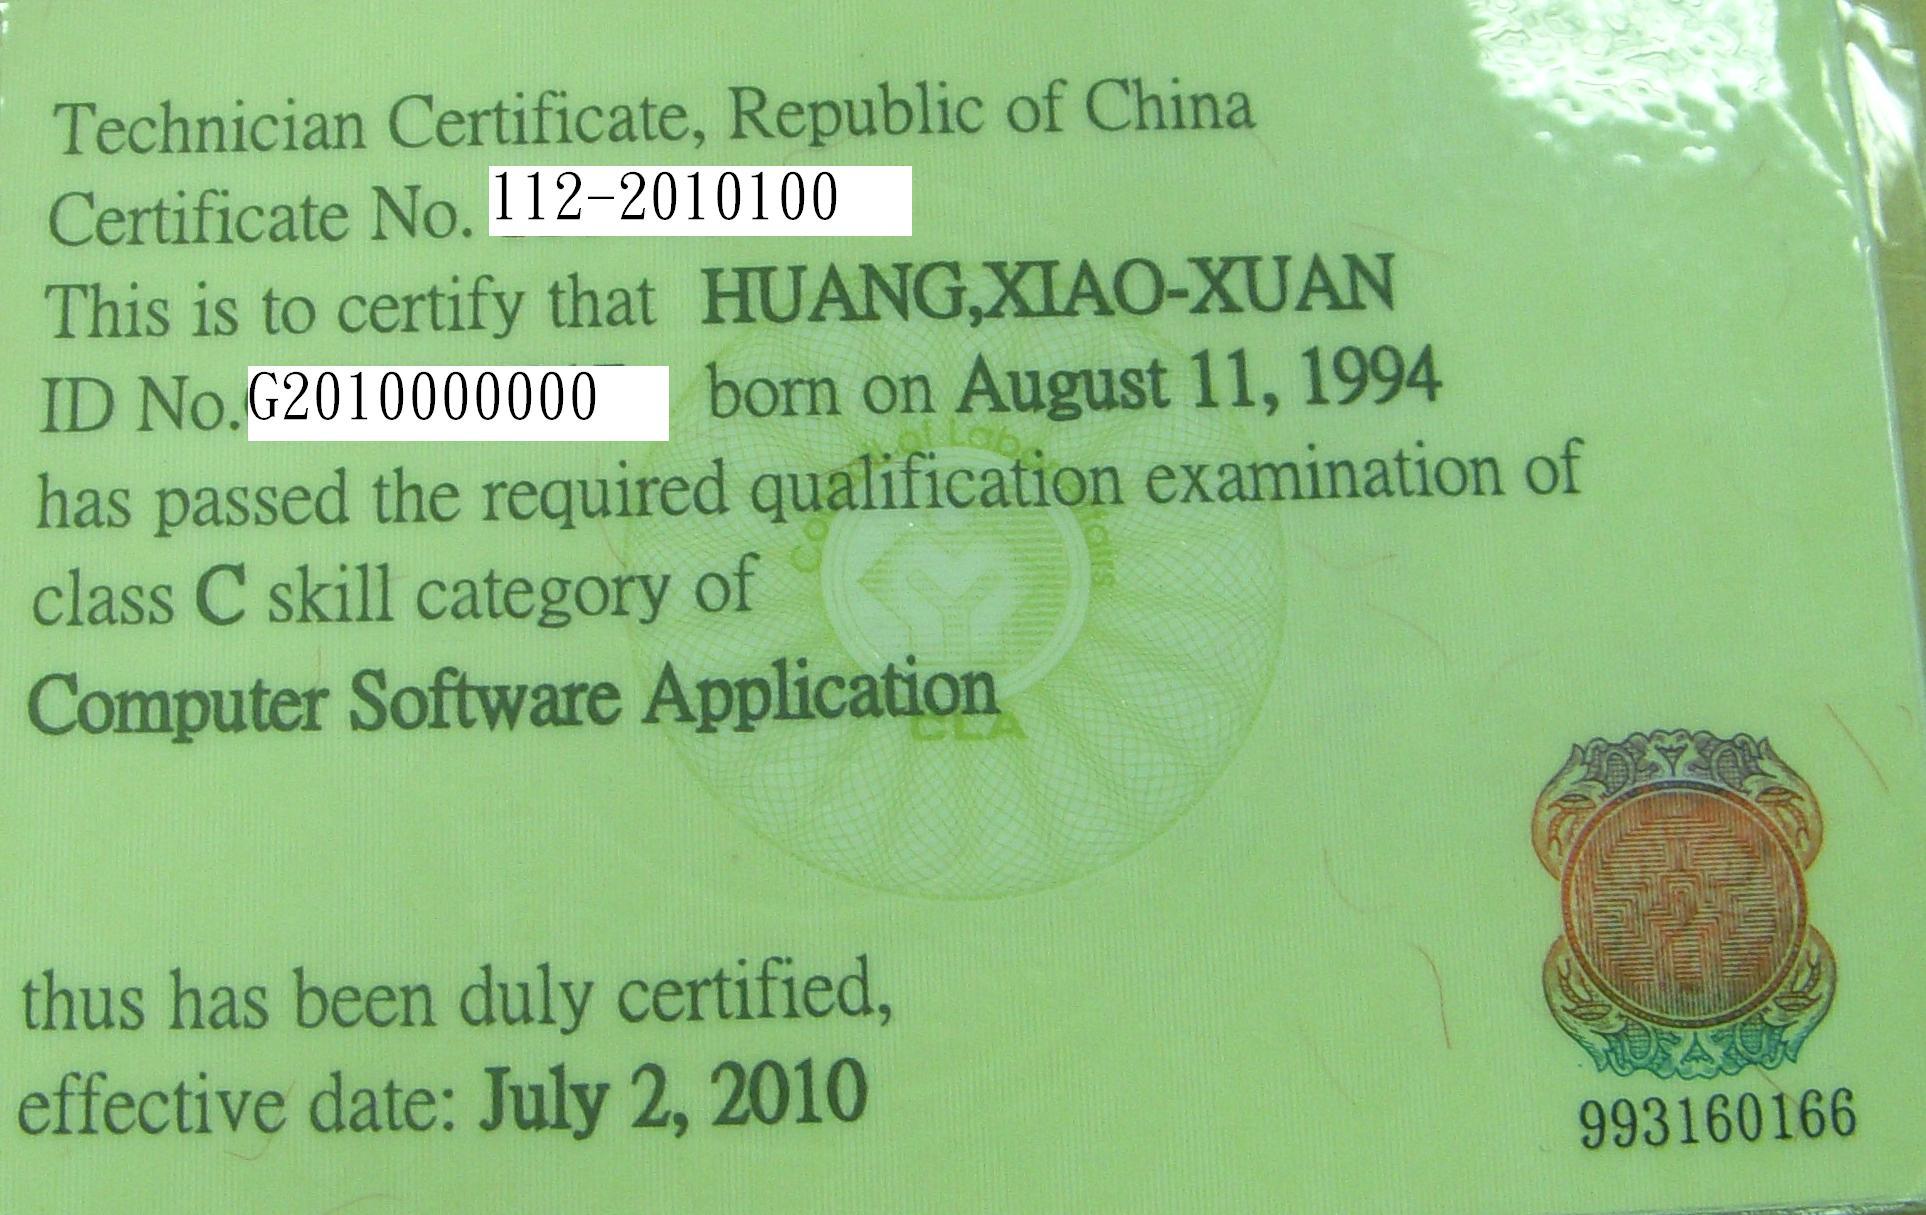 Technician Certificate, Republic of China
Certificate No. 112-2010100
This is to certify that HUANG,XIAO-XUAN
ID No. G2010000000 born on August 11, 1994
has passed the required qualification examination of
class C skill category of
Computer Software Application
CLA
thus has been duly certified,
effective date: July 2, 2010
993160166